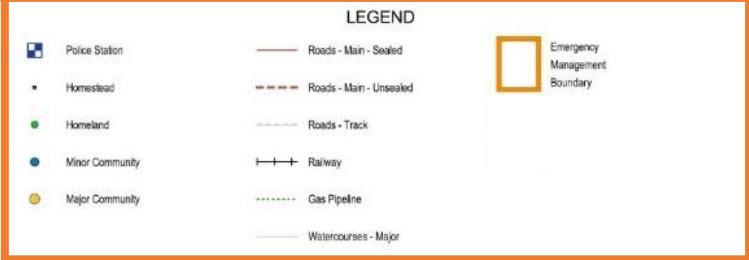 LEGEND
Police Station
Homestead
Homeland
Minor Community
Major Community
Roads - Main - Sealed
Roads - Main - Unsealed
Roads - Track
Railway
Gas Pipeline
Watercourses - Major
Emergency
Management
Boundary